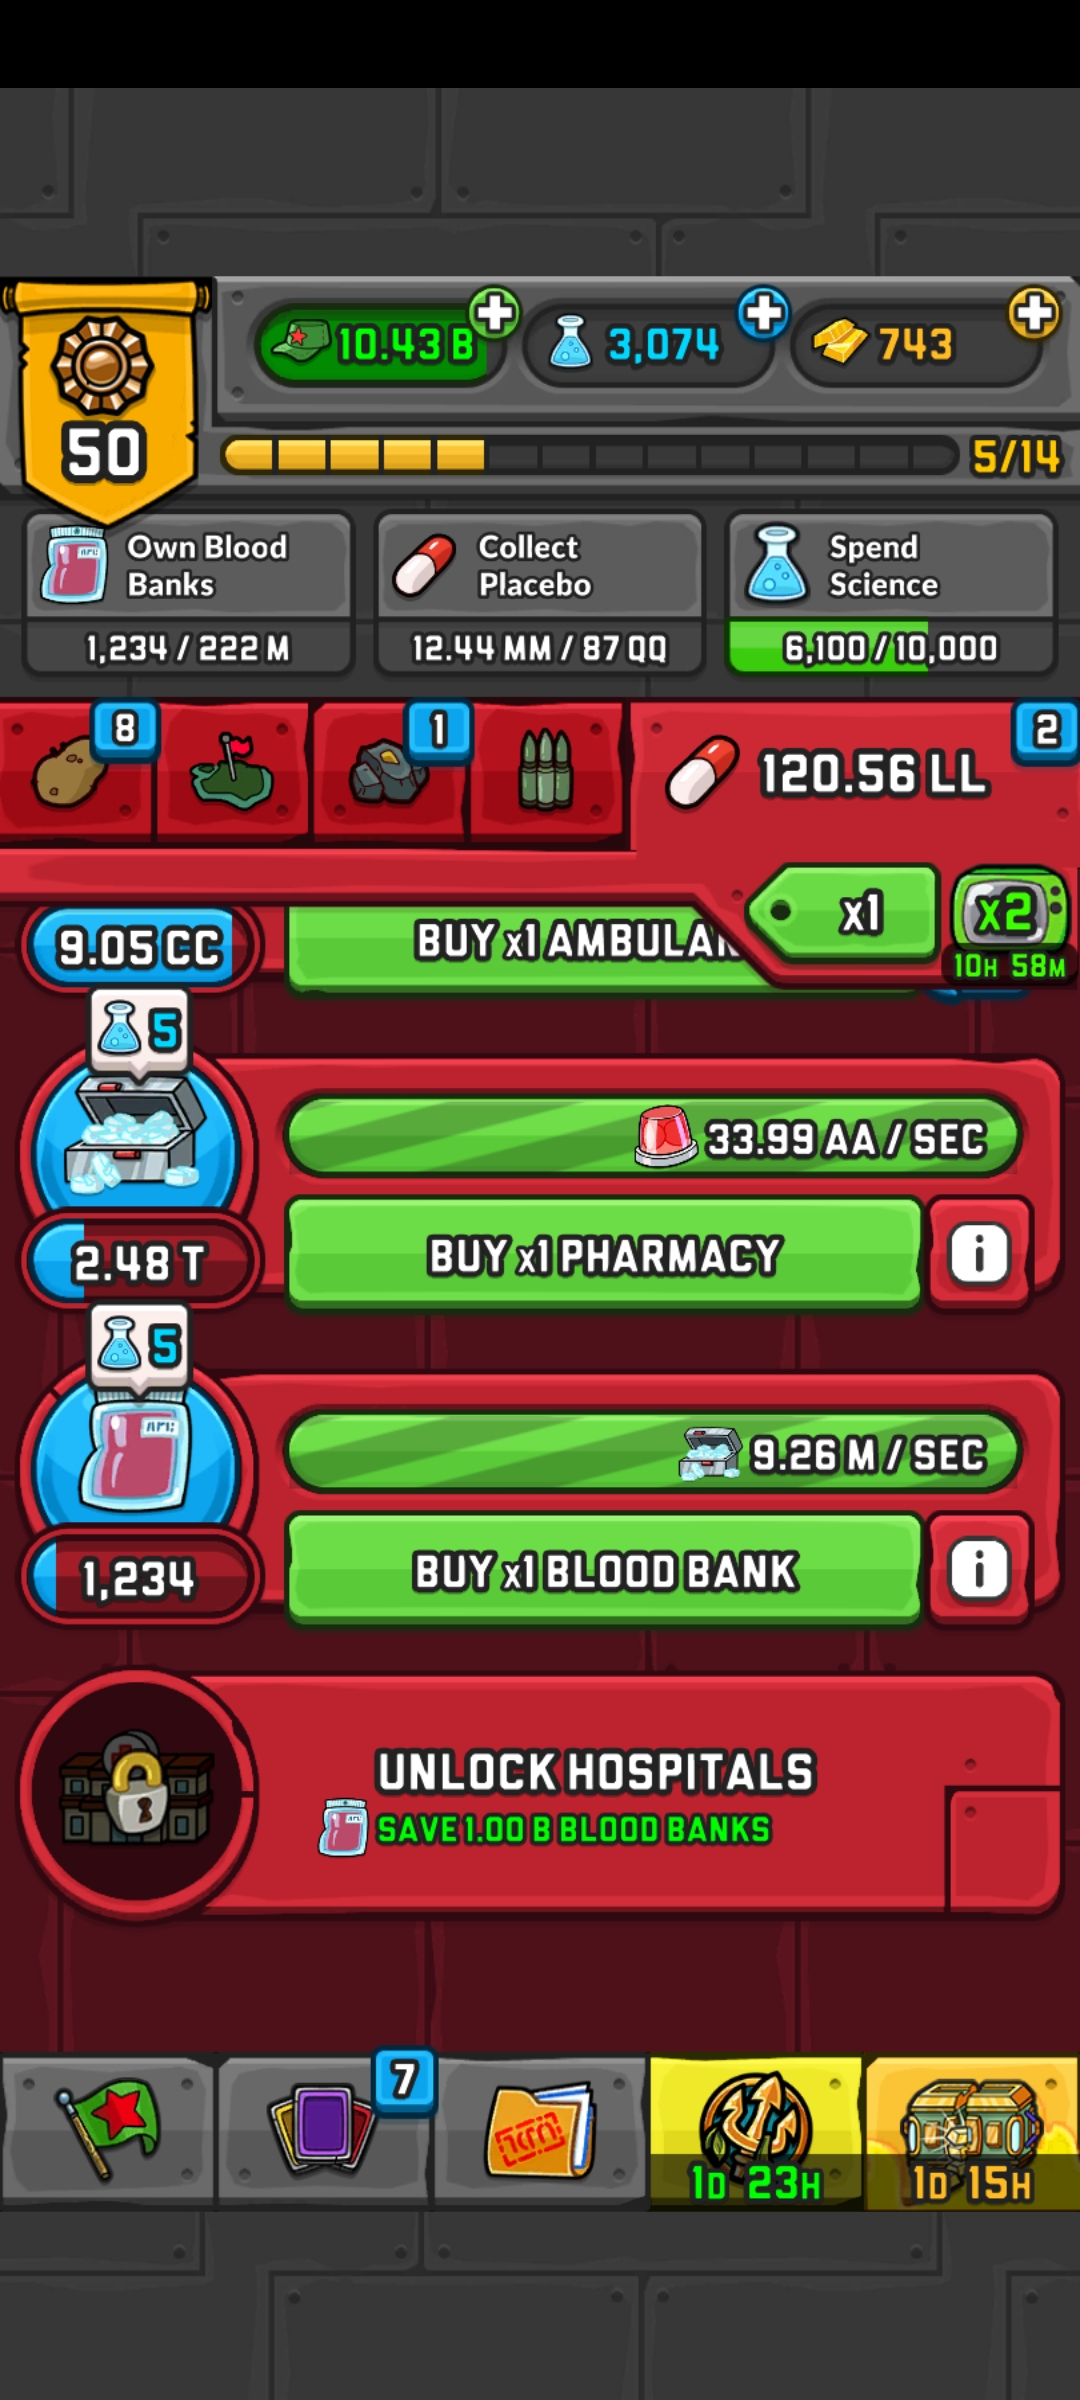 10.43 B
3,074
743
50
5/14
Own Blood
Banks
Collect
Placebo
Spend
Science
1,234 / 222 M
12.44 MM / 87 QQ
6,100 / 10,000
8
1
2
120.56 LL
x1
x2
10H 58M
9.05 CC
BUY x1 AMBULAN
5
33.99 AA / SEC
2.48 T
BUY x1 PHARMACY
i
5
9.26 M / SEC
1,234
BUY x1 BLOOD BANK
i
UNLOCK HOSPITALS
SAVE 1.00 B BLOOD BANKS
7
1D 23H
1D 15H